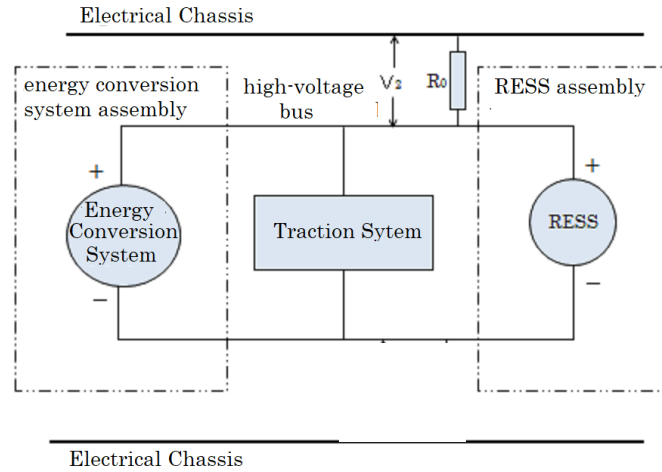 Electrical Chassis
energy conversion
system assembly
high-voltage
bus
V2
R0
RESS assembly
+
+
Energy
Conversion
System
Traction Sytem
RESS
−
−
Electrical Chassis